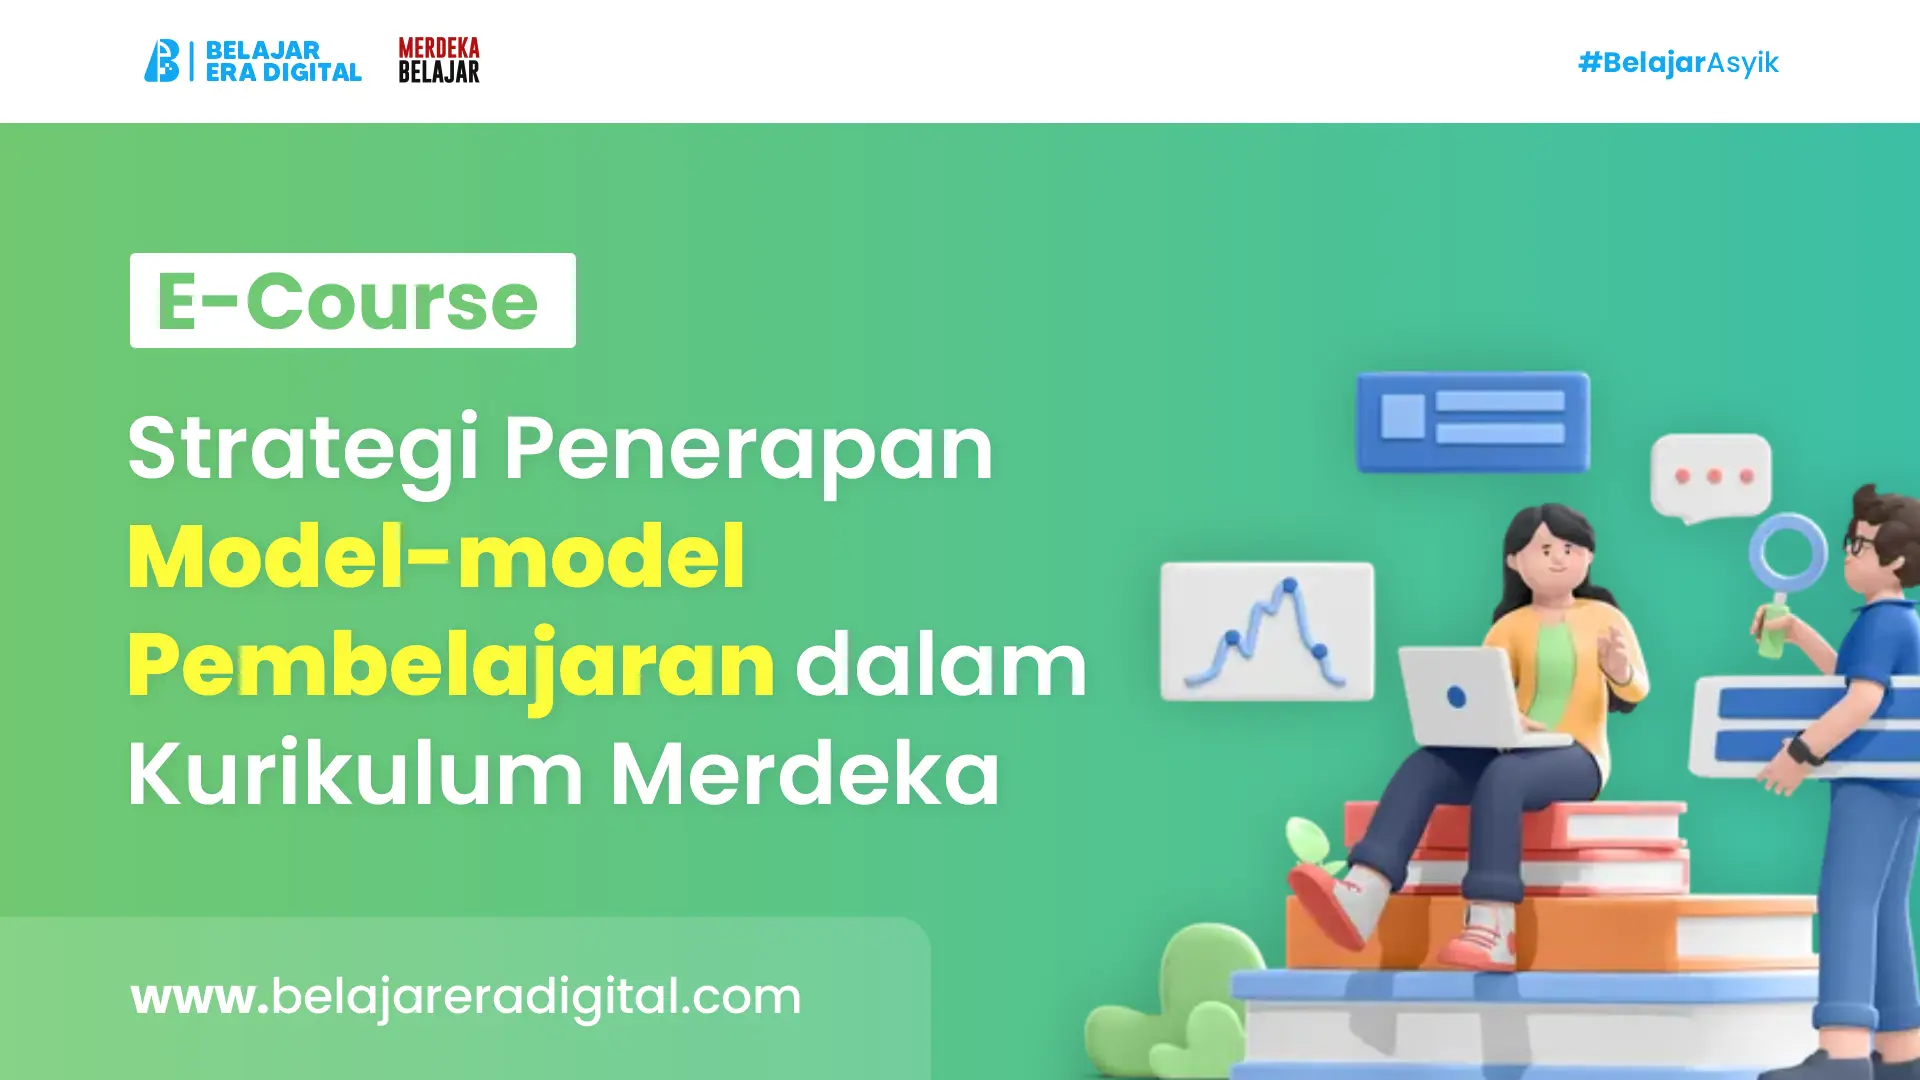 BELAJAR
ERA DIGITAL
MERDEKA
BELAJAR
#BelajarAsyik
E-Course
Strategi Penerapan
Model-model
Pembelajaran dalam
Kurikulum Merdeka
www.belajareradigital.com